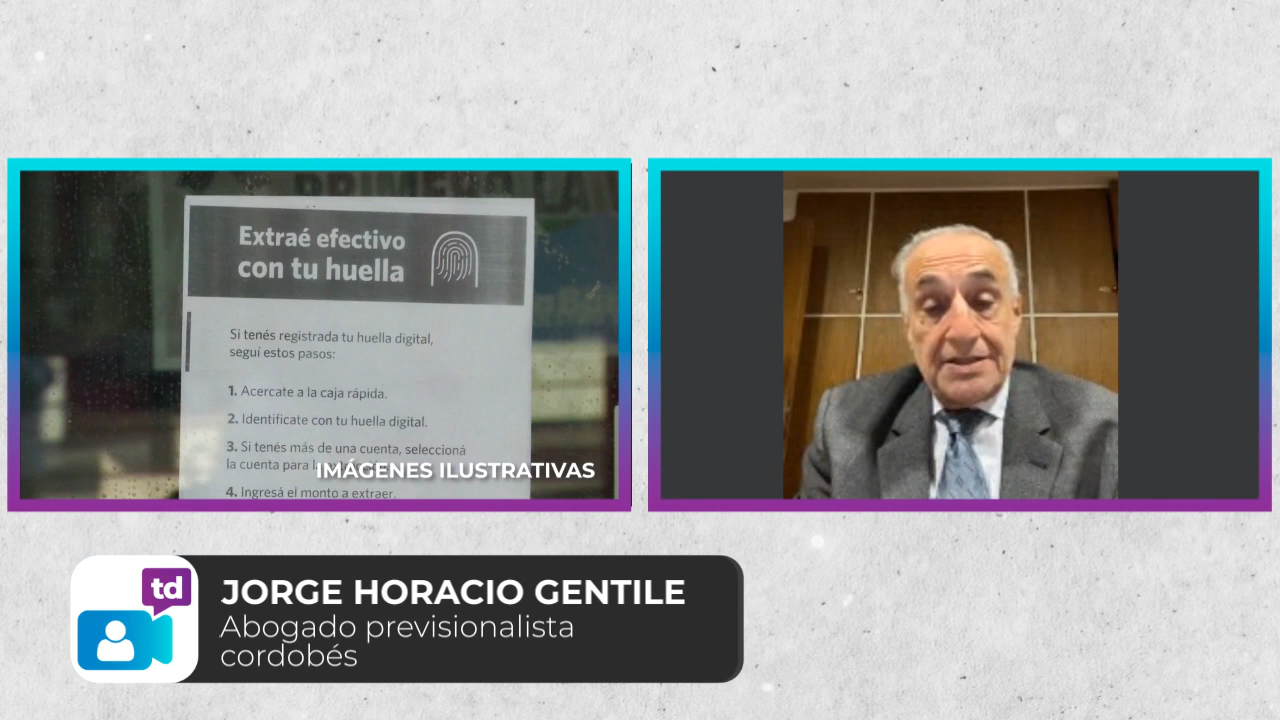 Extraé efectivo
con tu huella
Si tenés registrada tu huella digital,
seguí estos pasos:
1. Acercate a la caja rápida.
2. Identificate con tu huella digital.
3. Si tenés más de una cuenta, seleccioná
la cuenta para
4. Ingresá el monto a extraer.
IMÁGENES ILUSTRATIVAS
td
JORGE HORACIO GENTILE
Abogado previsionalista
cordobés